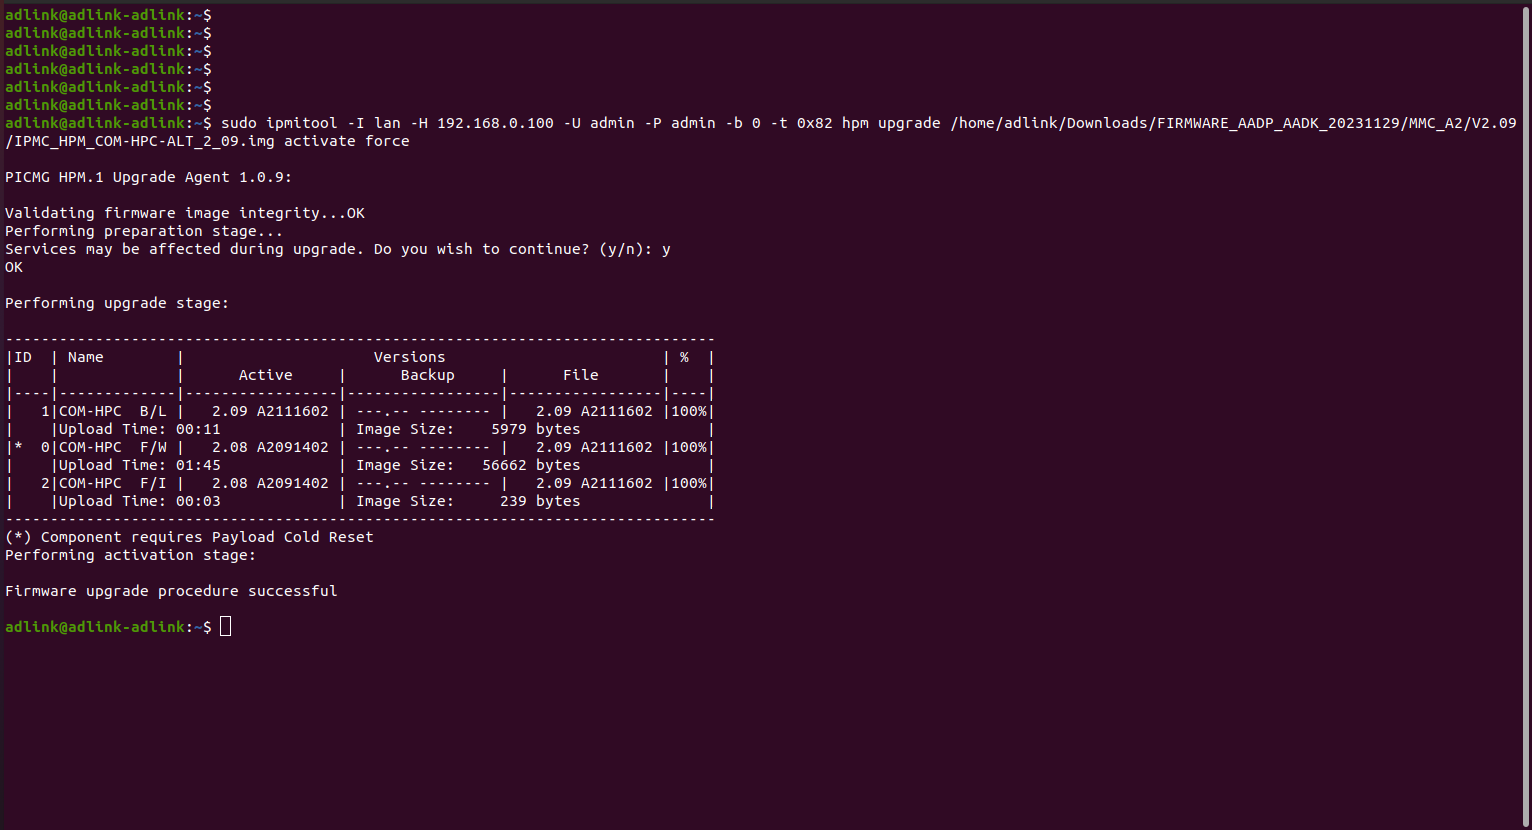 adlink@adlink-adlink:~$
adlink@adlink-adlink:~$
adlink@adlink-adlink:~$
adlink@adlink-adlink:~$
adlink@adlink-adlink:~$
adlink@adlink-adlink:~$
adlink@adlink-adlink:~$ sudo ipmitool -I lan -H 192.168.0.100 -U admin -P admin -b 0 -t 0x82 hpm upgrade /home/adlink/Downloads/FIRMWARE_AADP_AADK_20231129/MMC_A2/V2.09
/IPMC_HPM_COM-HPC-ALT_2_09.img activate force
PICMG HPM.1 Upgrade Agent 1.0.9:
Validating firmware image integrity...OK
Performing preparation stage...
Services may be affected during upgrade. Do you wish to continue? (y/n): y
OK
Performing upgrade stage:
-------------------------------------------------------------------------------
|ID  | Name        |                     Versions                        | %  |
|    |             |      Active     |      Backup     |      File       |    |
|----|-------------|-----------------|-----------------|-----------------|----|
|   1|COM-HPC  B/L |   2.09 A2111602 | ---.-- -------- |   2.09 A2111602 |100%|
|    |Upload Time: 00:11             | Image Size:    5979 bytes              |
|*  0|COM-HPC  F/W |   2.08 A2091402 | ---.-- -------- |   2.09 A2111602 |100%|
|    |Upload Time: 01:45             | Image Size:   56662 bytes              |
|   2|COM-HPC  F/I |   2.08 A2091402 | ---.-- -------- |   2.09 A2111602 |100%|
|    |Upload Time: 00:03             | Image Size:     239 bytes              |
-------------------------------------------------------------------------------
(*) Component requires Payload Cold Reset
Performing activation stage:
Firmware upgrade procedure successful
adlink@adlink-adlink:~$